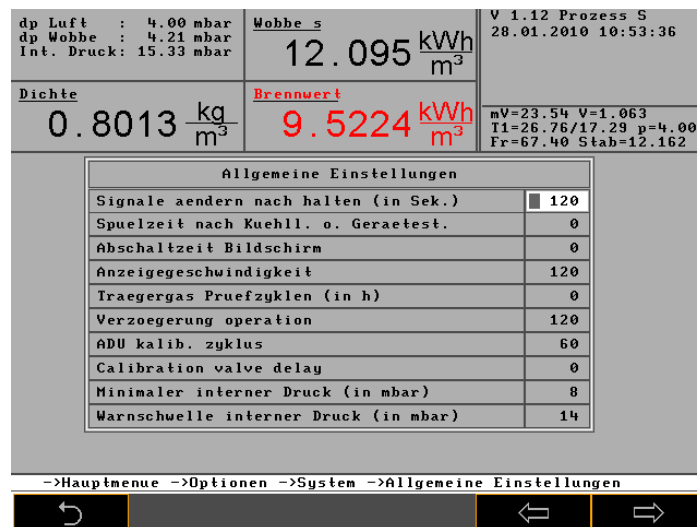 dp Luft : 4.00 mbar
dp Wobbe : 4.21 mbar
Int. Druck: 15.33 mbar
Wobbe s
12.095 kWh/m³
V 1.12 Prozess S
28.01.2010 10:53:36
Dichte
0.8013 kg/m³
Brennwert
9.5224 kWh/m³
mV=23.54 V=1.063
T1=26.76/17.29 p=4.00
Fr=67.40 Stab=12.162
Allgemeine Einstellungen
Signale aendern nach halten (in Sek.) 120
Spuelzeit nach Kuehll. o. Geraetest. 0
Abschaltzeit Bildschirm 0
Anzeigegeschwindigkeit 120
Traegergas Pruefzyklen (in h) 0
Verzoegerung operation 120
ADU kalib. zyklus 60
Calibration valve delay 0
Minimaler interner Druck (in mbar) 8
Warnschwelle interner Druck (in mbar) 14
->Hauptmenue ->Optionen ->System ->Allgemeine Einstellungen